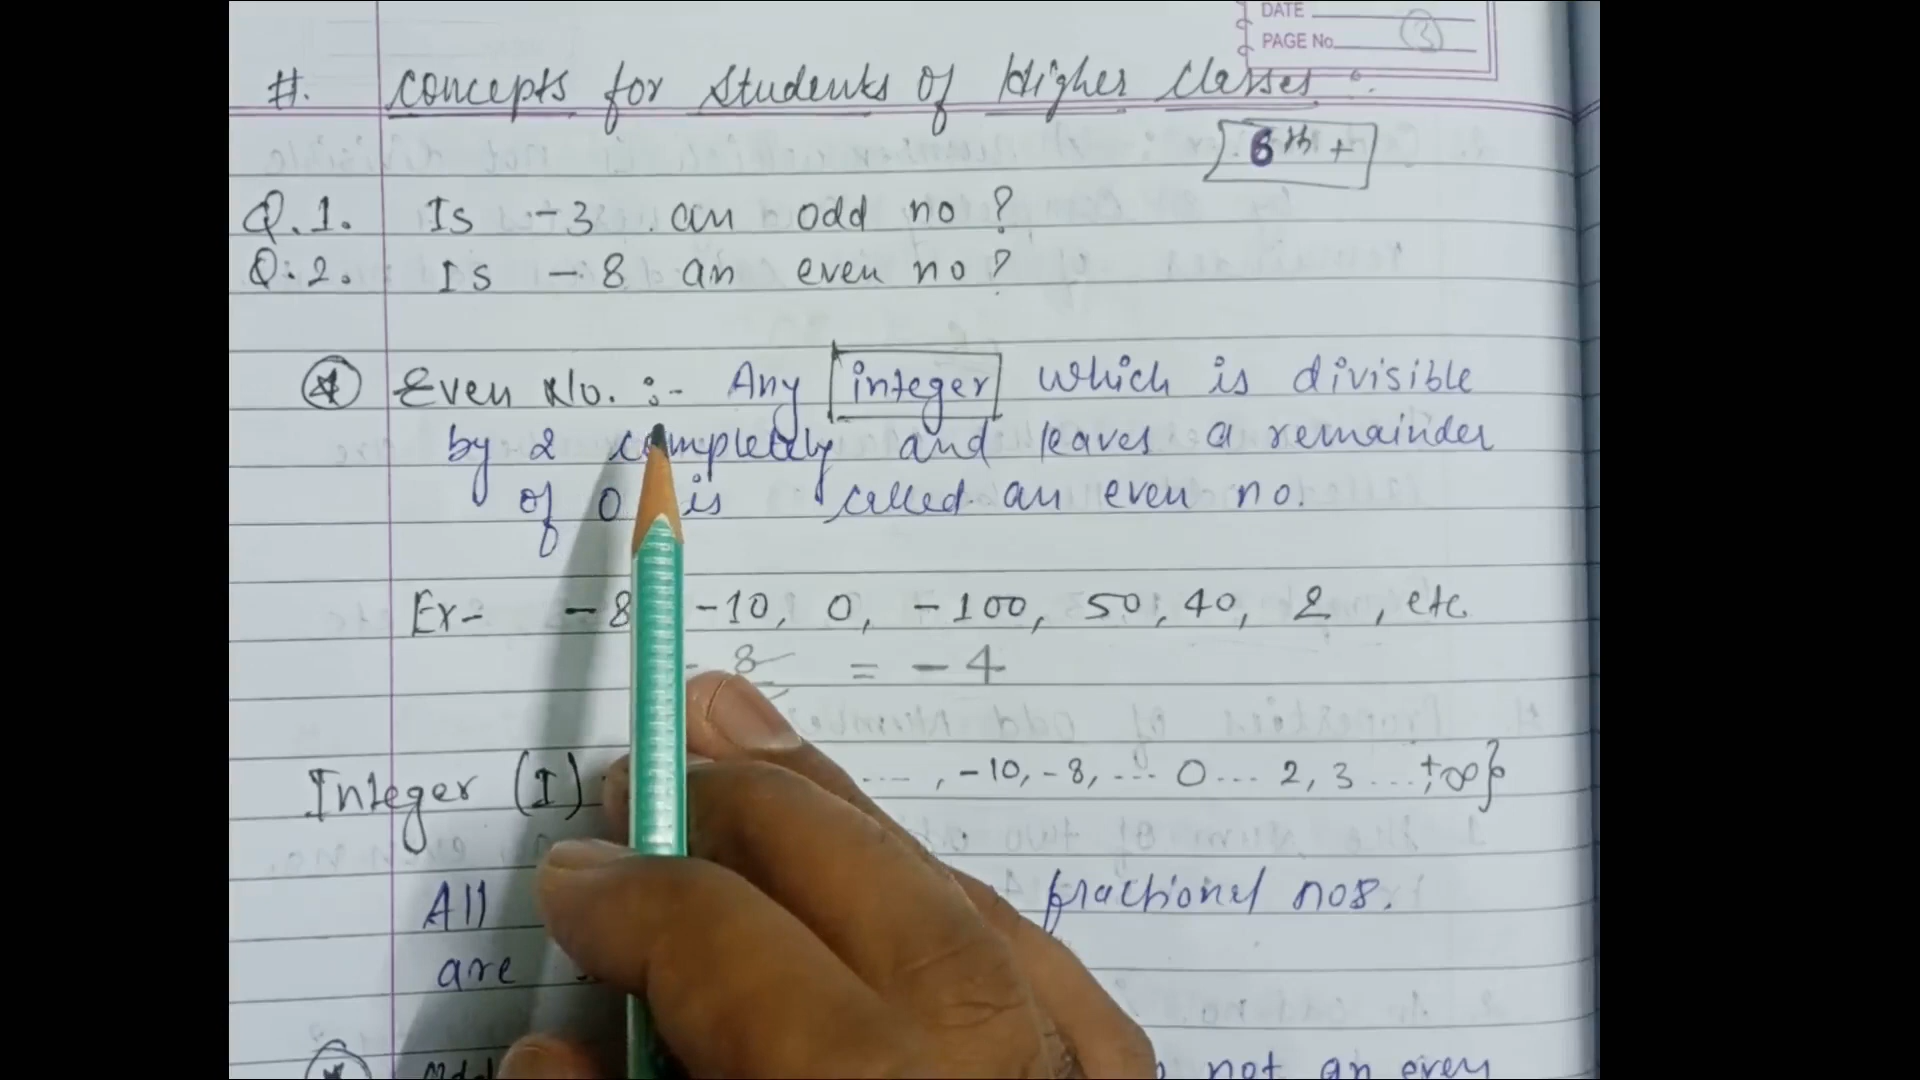 DATE
PAGE No. 3
#. Concepts for Students of Higher Classes :
6th +
Q.1. Is -3 an odd no?
Q.2. Is -8 an even no?
Even No. :- Any integer which is divisible
by 2 completely and leaves a remainder
of 0 is called an even no.
Ex- -8 -10, 0, -100, 50, 40, 2, etc.
- 8 = -4
Integer (I) ...., -10, -8, ... 0 ... 2, 3 ..., +∞}
All fractional nos.
are
not an even